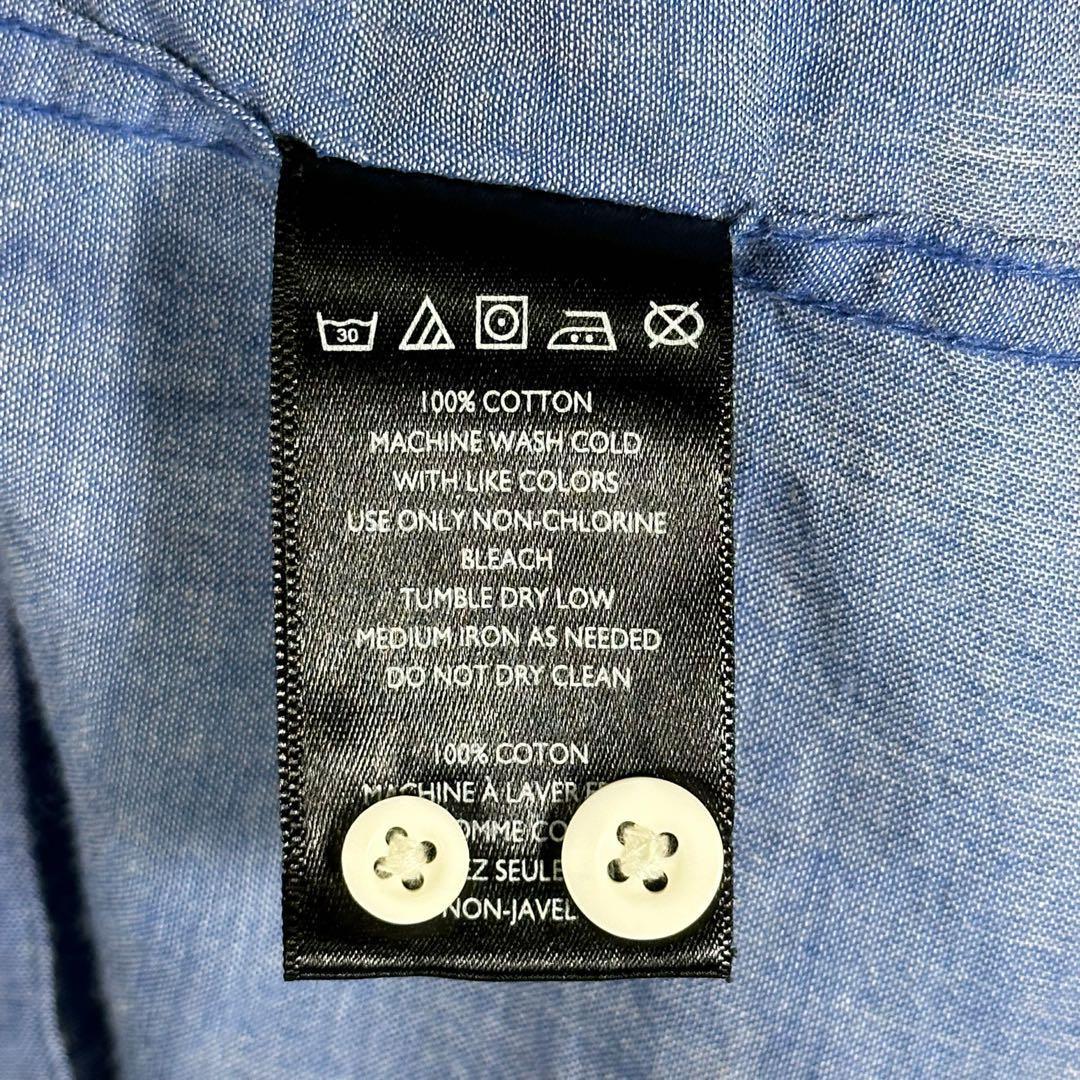 30
100% COTTON
MACHINE WASH COLD
WITH LIKE COLORS
USE ONLY NON-CHLORINE
BLEACH
TUMBLE DRY LOW
MEDIUM IRON AS NEEDED
DO NOT DRY CLEAN
100% COTON
MACHINE À LAVER
NON-JAVEL